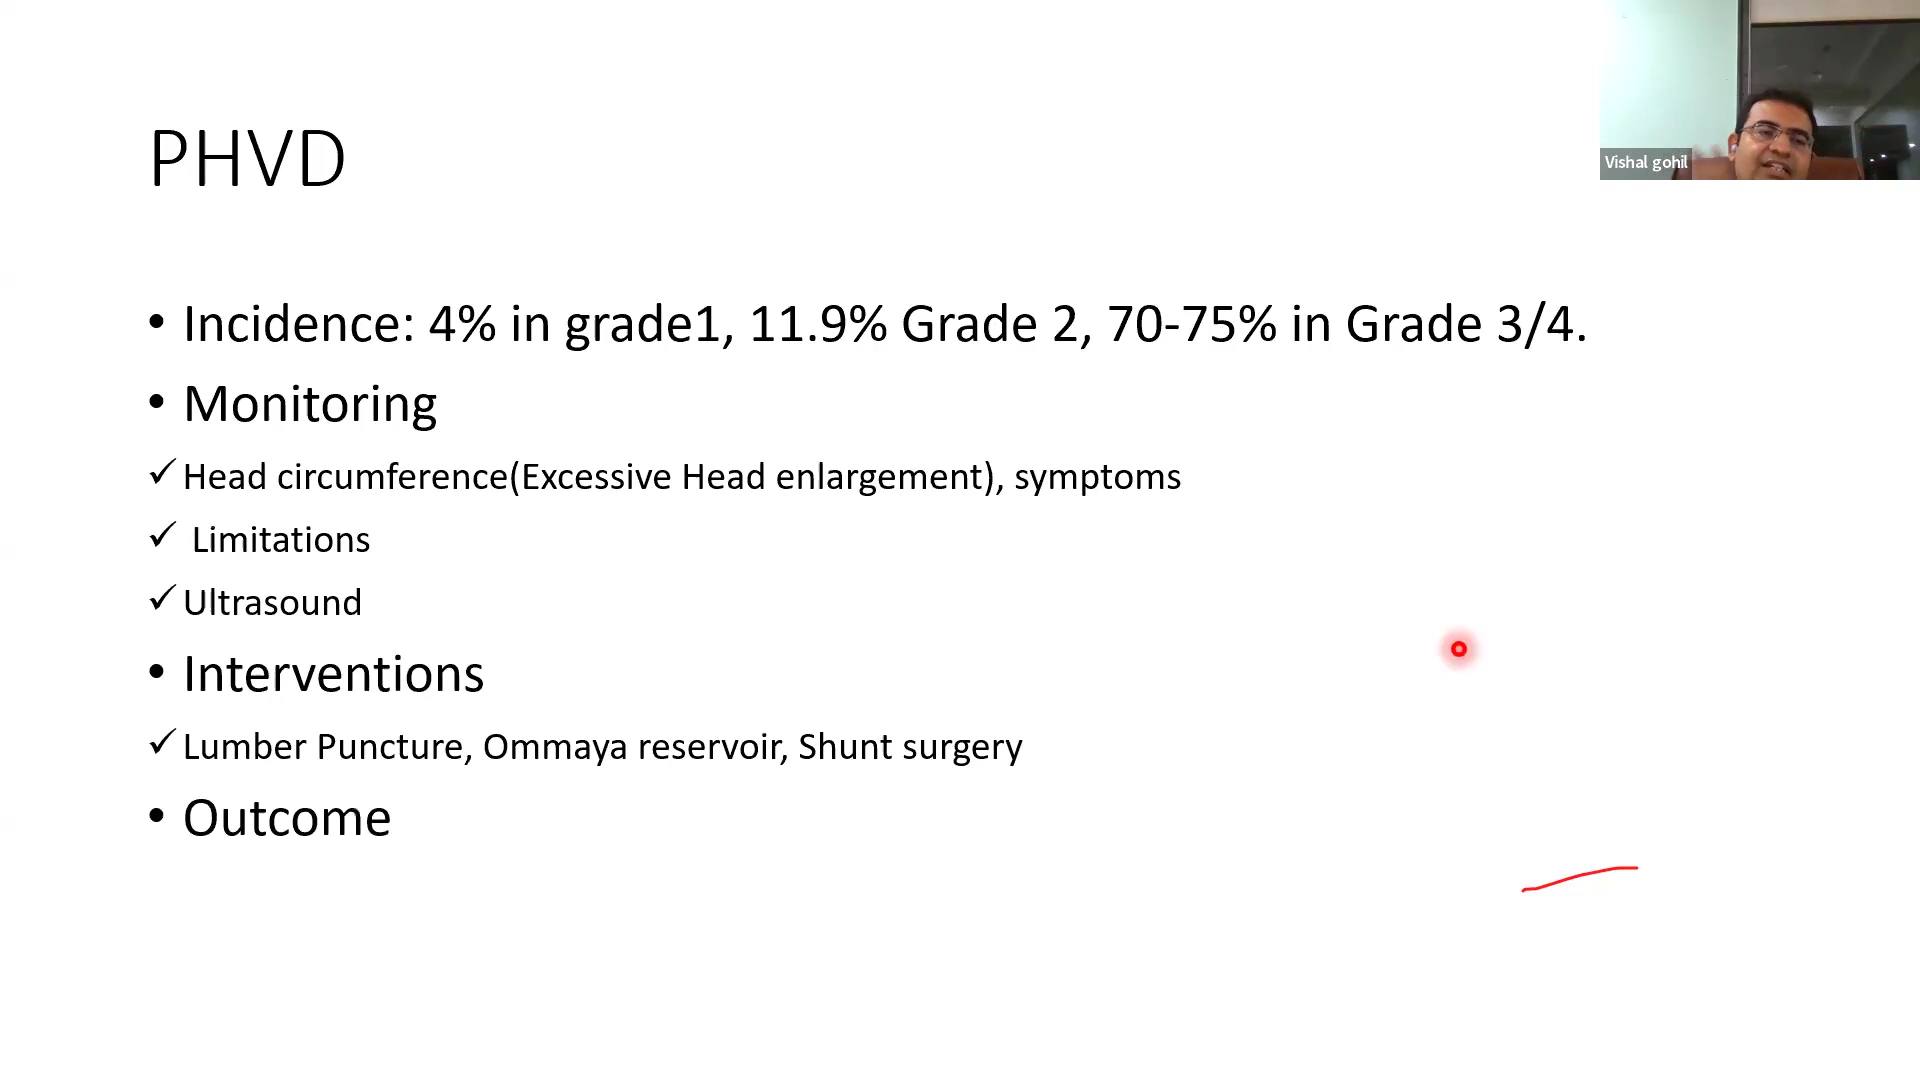 PHVD
Vishal gohil
• Incidence: 4% in grade1, 11.9% Grade 2, 70-75% in Grade 3/4.
• Monitoring
✓ Head circumference(Excessive Head enlargement), symptoms
✓ Limitations
✓ Ultrasound
• Interventions
✓ Lumber Puncture, Ommaya reservoir, Shunt surgery
• Outcome